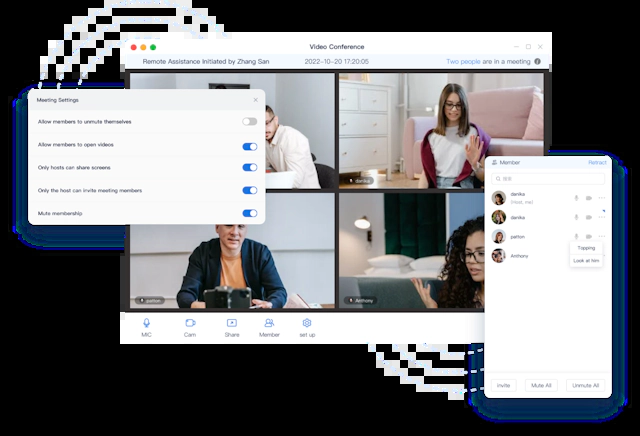 Video Conference
Remote Assistance Initiated by Zhang San
2022-10-20 17:20:05
Two people are in a meeting
Meeting Settings
Allow members to unmute themselves
Allow members to open videos
Only hosts can share screens
Only the host can invite meeting members
Mute membership
danika
patton
Anthony
MIC
Cam
Share
Member
set up
Member
Retract
搜索
danika
(Host, me)
danika
patton
Topping
Look at him
Anthony
invite
Mute All
Unmute All